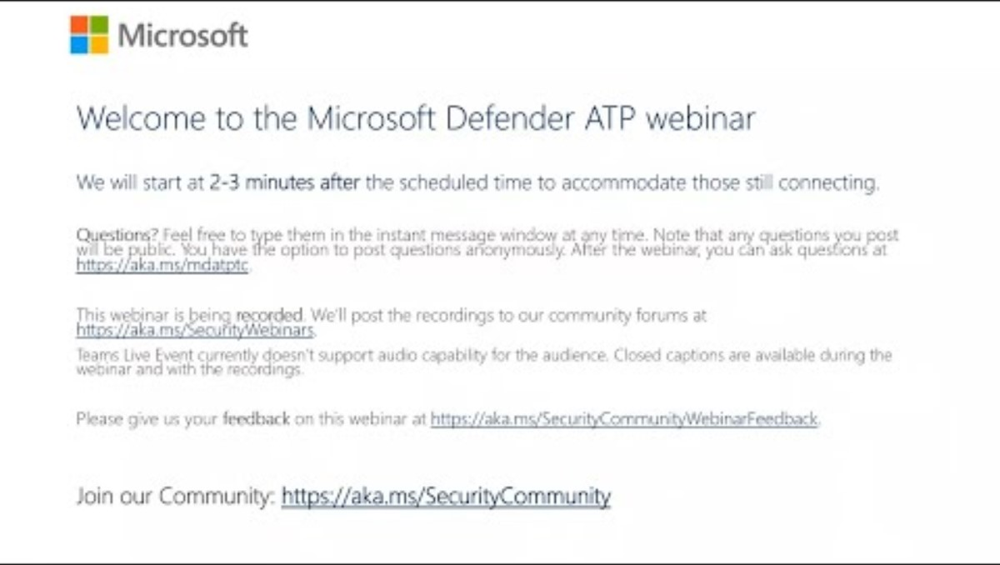 Microsoft
Welcome to the Microsoft Defender ATP webinar
We will start at 2-3 minutes after the scheduled time to accommodate those still connecting.
Questions? Feel free to type them in the instant message window at any time. Note that any questions you post
will be public. You have the option to post questions anonymously. After the webinar, you can ask questions at
https://aka.ms/mdatptc.
This webinar is being recorded. We'll post the recordings to our community forums at
https://aka.ms/SecurityWebinars.
Teams Live Event currently doesn't support audio capability for the audience. Closed captions are available during the
webinar and with the recordings.
Please give us your feedback on this webinar at https://aka.ms/SecurityCommunityWebinarFeedback.
Join our Community: https://aka.ms/SecurityCommunity